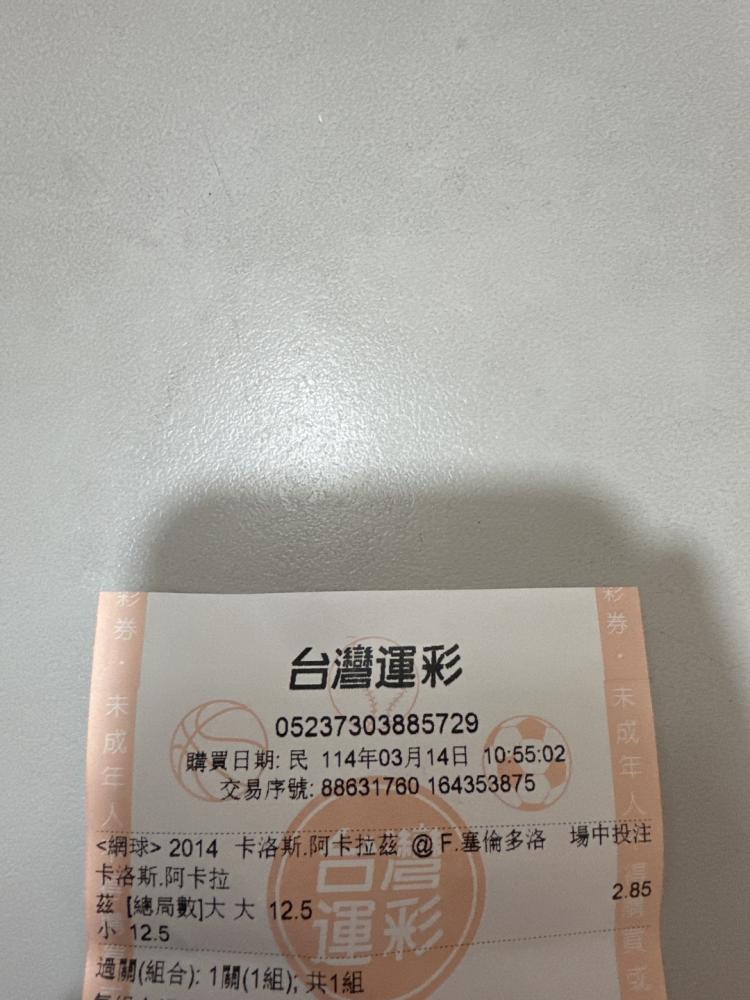 台灣運彩
05237303885729
購買日期: 民 114年03月14日 10:55:02
交易序號: 88631760 164353875
<網球> 2014 卡洛斯.阿卡拉茲 @ F.塞倫多洛 場中投注
卡洛斯.阿卡拉
茲 [總局數]大 大 12.5 2.85
小 12.5
過關(組合): 1關(1組); 共1組
彩券・未成年人
彩券・未成年人
台灣
運彩